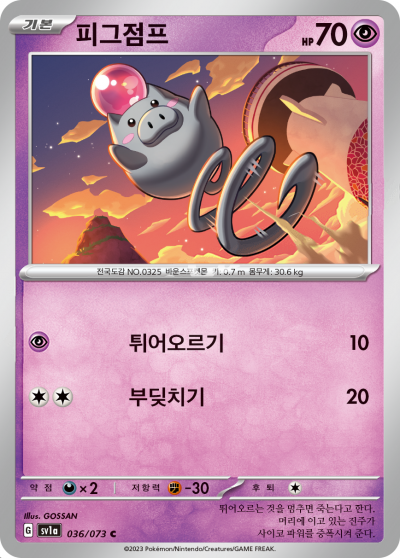 기본 피그점프 HP 70
전국도감 NO.0325 바운스포켓몬 키: 0.7 m 몸무게: 30.6 kg
튀어오르기 10
부딪치기 20
약점 ×2 저항력 -30 후퇴
Illus. GOSSAN
G sv1a 036/073 C
튀어오르는 것을 멈추면 죽는다고 한다.
머리에 이고 있는 진주가
사이코 파워를 증폭시켜 준다.
©2023 Pokémon/Nintendo/Creatures/GAME FREAK.